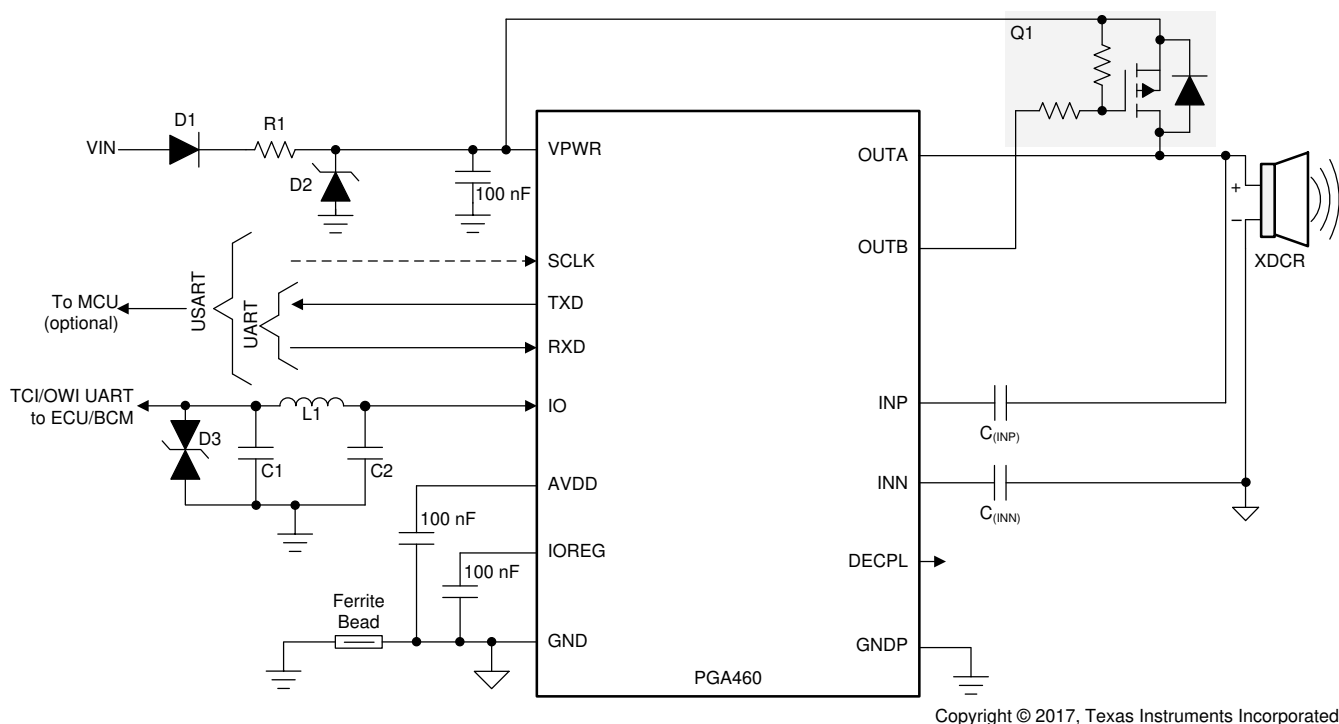 Q1
D1
R1
VIN
VPWR
OUTA
D2
100 nF
+
−
OUTB
XDCR
SCLK
To MCU
(optional)
USART
UART
TXD
RXD
TCI/OWI UART
to ECU/BCM
L1
IO
INP
D3
C1
C2
C(INP)
AVDD
INN
100 nF
C(INN)
IOREG
DECPL
100 nF
Ferrite
Bead
GND
GNDP
PGA460
Copyright © 2017, Texas Instruments Incorporated